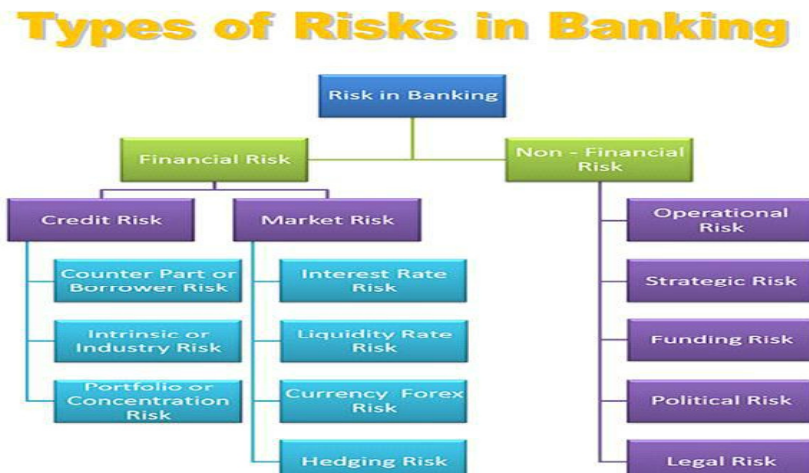 Types of Risks in Banking
Risk in Banking
Financial Risk
Non - Financial
Risk
Credit Risk
Market Risk
Operational
Risk
Counter Part or
Borrower Risk
Interest Rate
Risk
Strategic Risk
Intrinsic or
Industry Risk
Liquidity Rate
Risk
Funding Risk
Portfolio or
Concentration
Risk
Currency Forex
Risk
Political Risk
Hedging Risk
Legal Risk